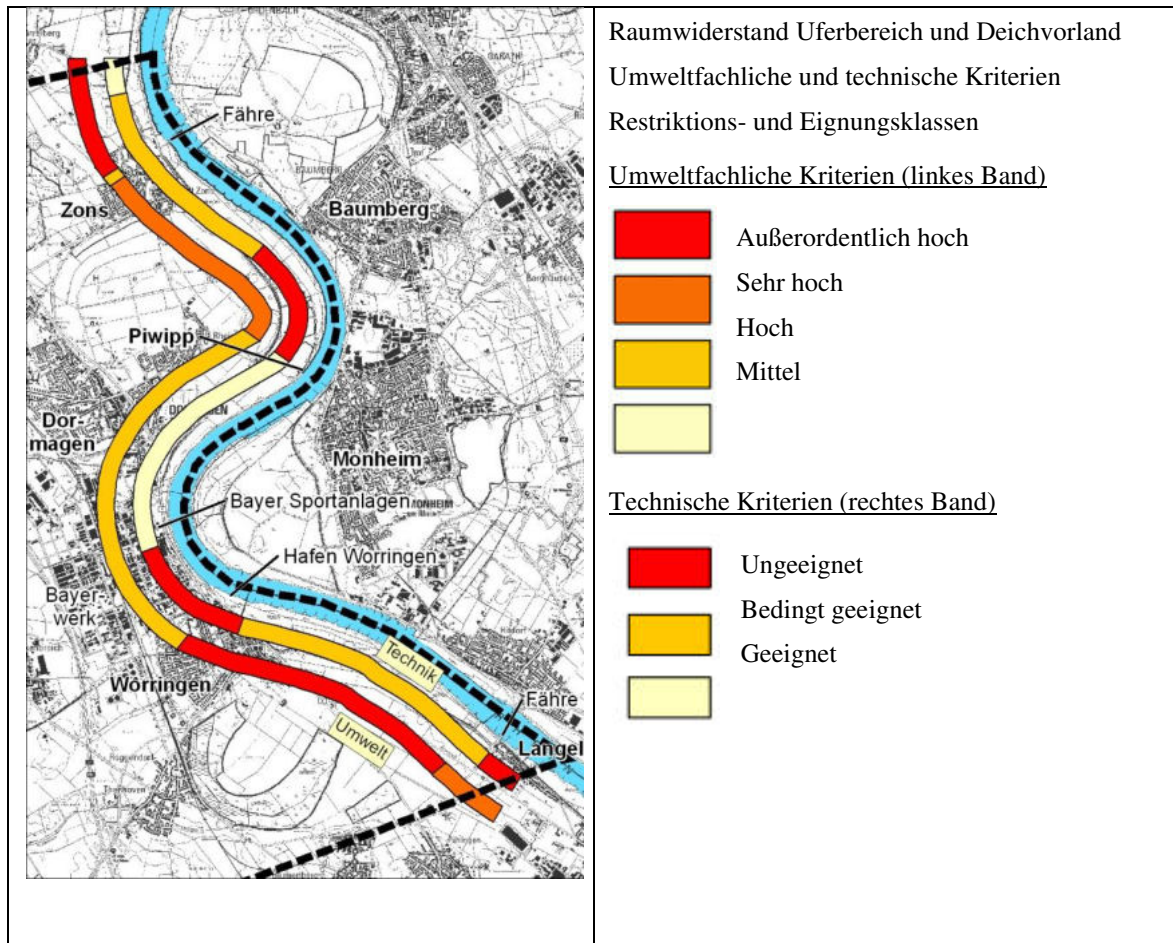 Fähre
Zons
Baumberg
Piwipp
Dor-
magen
Monheim
Bayer Sportanlagen
Hafen Worringen
Bayer-
werk
Technik
Worringen
Fähre
Umwelt
Langel
Raumwiderstand Uferbereich und Deichvorland
Umweltfachliche und technische Kriterien
Restriktions- und Eignungsklassen
Umweltfachliche Kriterien (linkes Band)
Außerordentlich hoch
Sehr hoch
Hoch
Mittel
Technische Kriterien (rechtes Band)
Ungeeignet
Bedingt geeignet
Geeignet